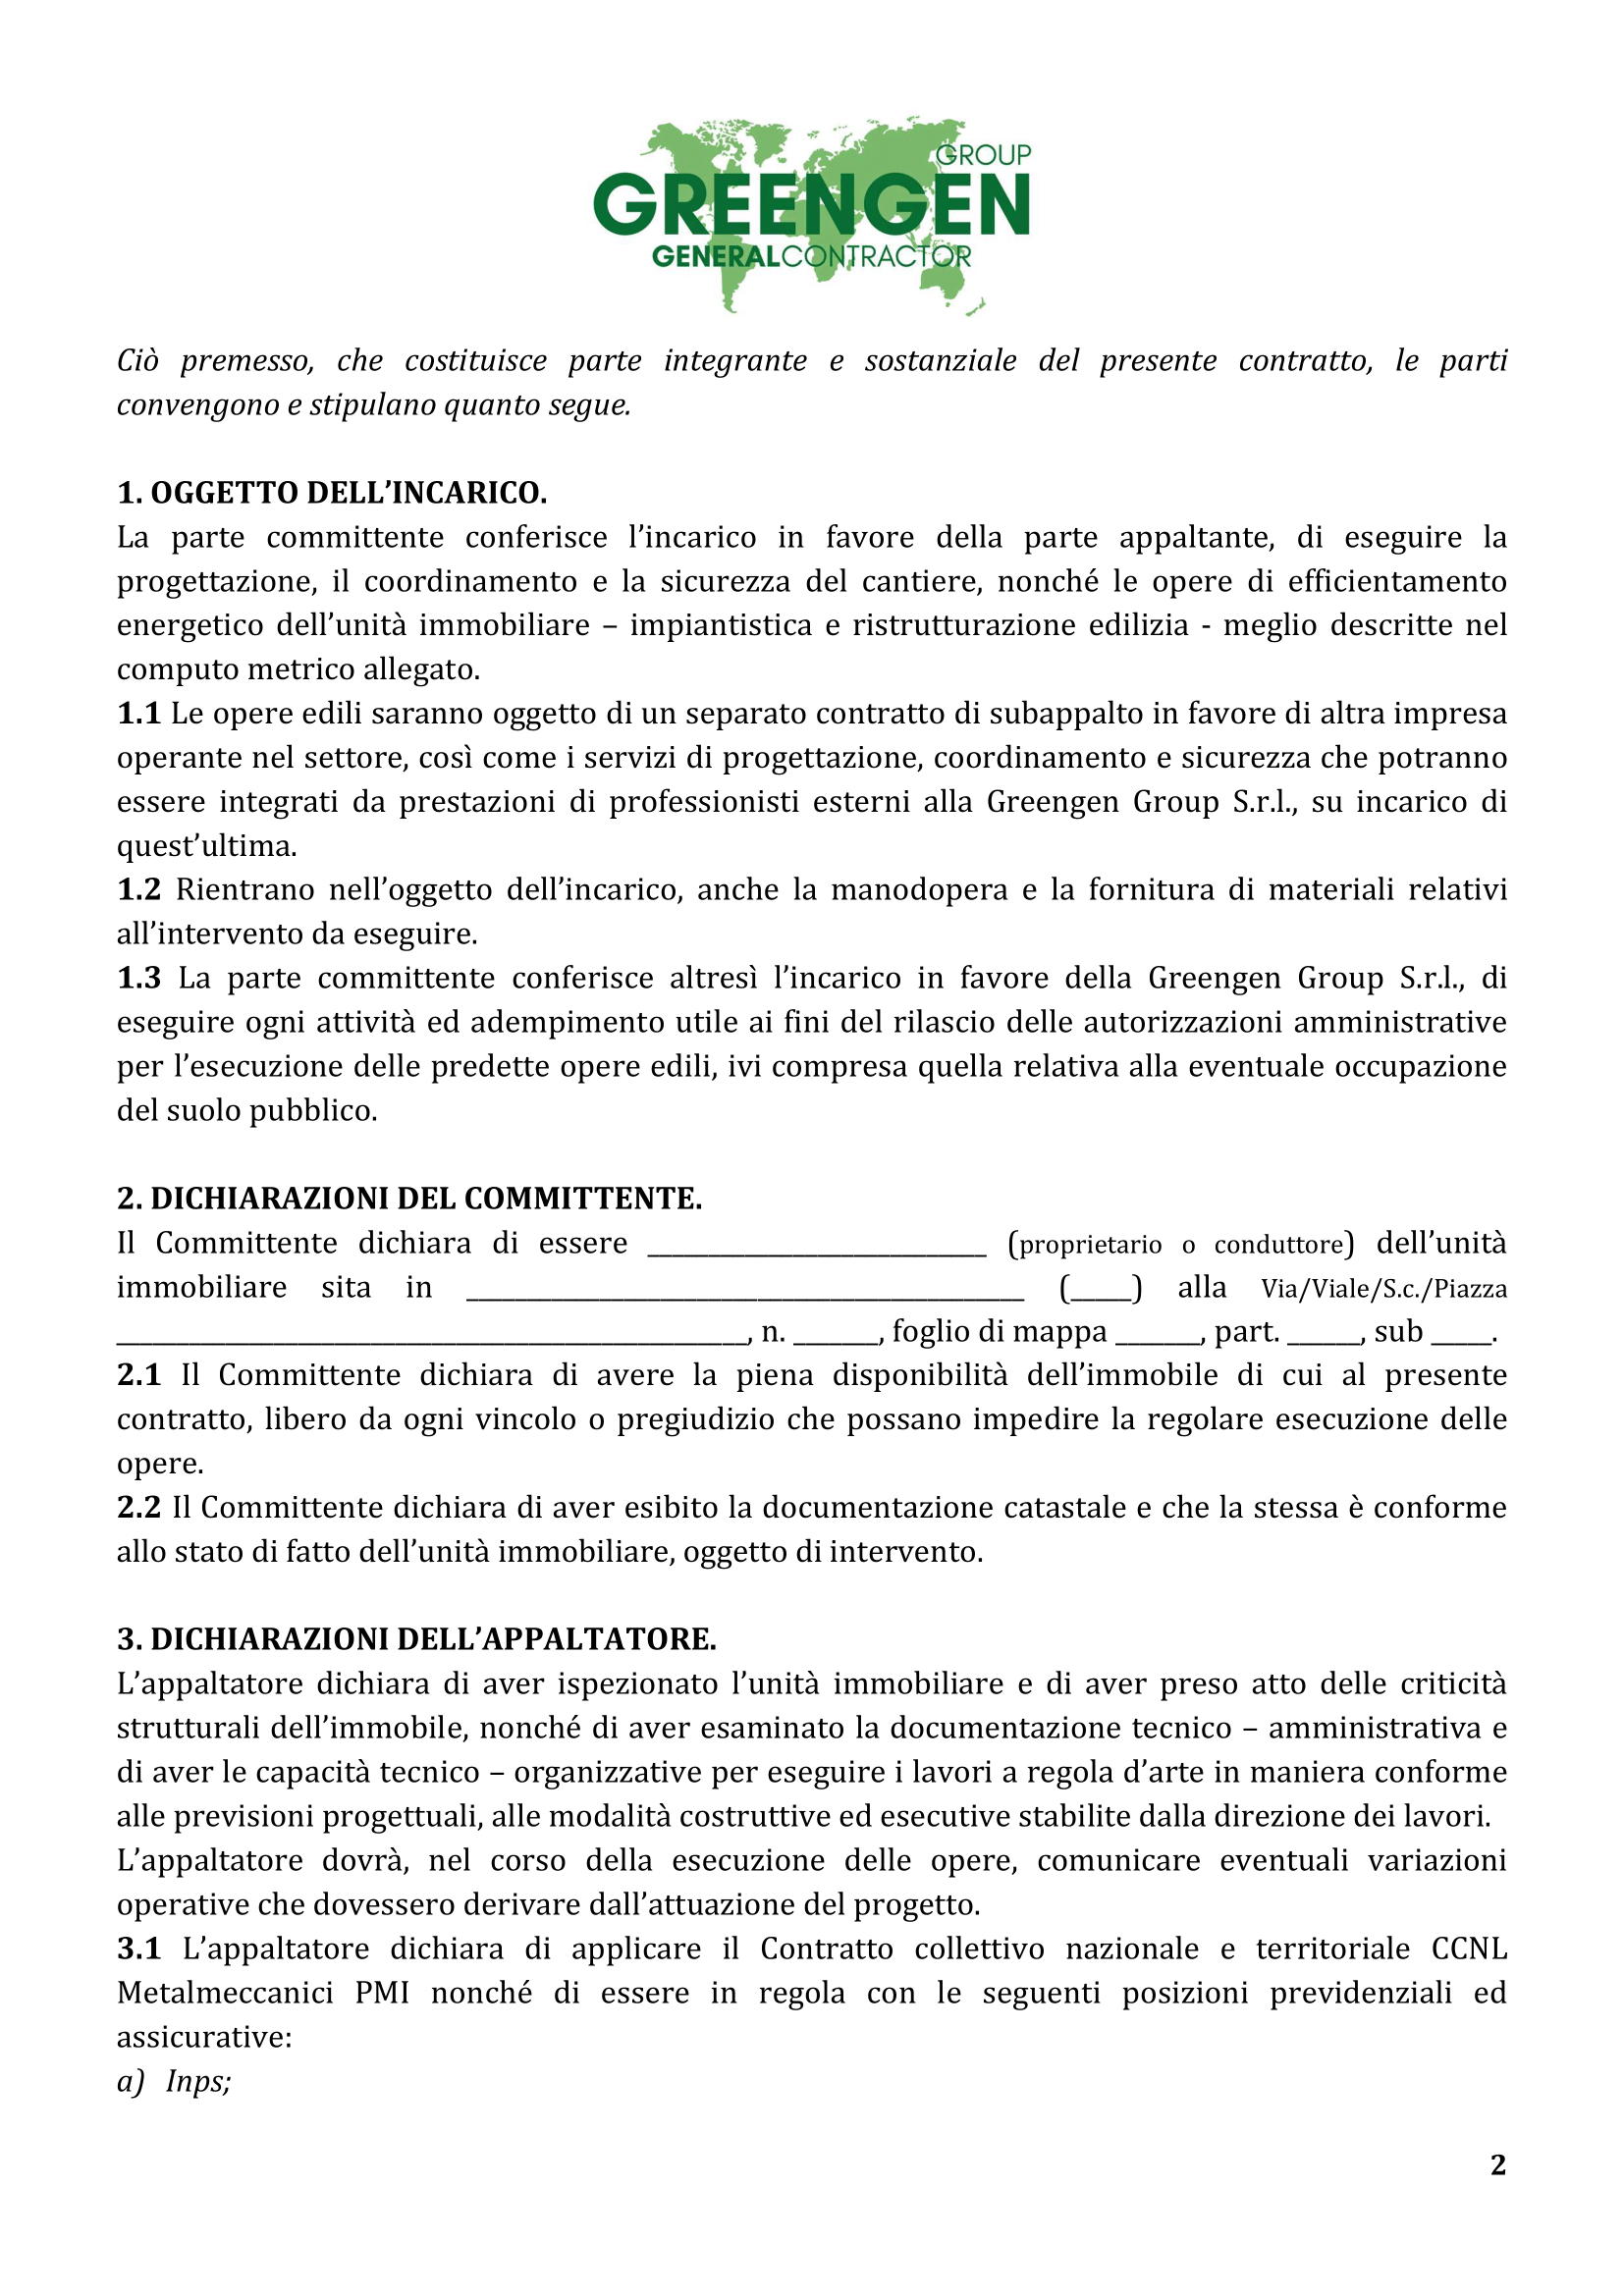 GROUP
GREENGEN
GENERALCONTRACTOR
Ciò premesso, che costituisce parte integrante e sostanziale del presente contratto, le parti
convengono e stipulano quanto segue.
1. OGGETTO DELL’INCARICO.
La parte committente conferisce l’incarico in favore della parte appaltante, di eseguire la
progettazione, il coordinamento e la sicurezza del cantiere, nonché le opere di efficientamento
energetico dell’unità immobiliare – impiantistica e ristrutturazione edilizia - meglio descritte nel
computo metrico allegato.
1.1 Le opere edili saranno oggetto di un separato contratto di subappalto in favore di altra impresa
operante nel settore, così come i servizi di progettazione, coordinamento e sicurezza che potranno
essere integrati da prestazioni di professionisti esterni alla Greengen Group S.r.l., su incarico di
quest’ultima.
1.2 Rientrano nell’oggetto dell’incarico, anche la manodopera e la fornitura di materiali relativi
all’intervento da eseguire.
1.3 La parte committente conferisce altresì l’incarico in favore della Greengen Group S.r.l., di
eseguire ogni attività ed adempimento utile ai fini del rilascio delle autorizzazioni amministrative
per l’esecuzione delle predette opere edili, ivi compresa quella relativa alla eventuale occupazione
del suolo pubblico.
2. DICHIARAZIONI DEL COMMITTENTE.
Il Committente dichiara di essere ____________________________ (proprietario o conduttore) dell’unità
immobiliare sita in ______________________________________________ (_____) alla Via/Viale/S.c./Piazza
____________________________________________________, n. _______, foglio di mappa _______, part. ______, sub _____.
2.1 Il Committente dichiara di avere la piena disponibilità dell’immobile di cui al presente
contratto, libero da ogni vincolo o pregiudizio che possano impedire la regolare esecuzione delle
opere.
2.2 Il Committente dichiara di aver esibito la documentazione catastale e che la stessa è conforme
allo stato di fatto dell’unità immobiliare, oggetto di intervento.
3. DICHIARAZIONI DELL’APPALTATORE.
L’appaltatore dichiara di aver ispezionato l’unità immobiliare e di aver preso atto delle criticità
strutturali dell’immobile, nonché di aver esaminato la documentazione tecnico – amministrativa e
di aver le capacità tecnico – organizzative per eseguire i lavori a regola d’arte in maniera conforme
alle previsioni progettuali, alle modalità costruttive ed esecutive stabilite dalla direzione dei lavori.
L’appaltatore dovrà, nel corso della esecuzione delle opere, comunicare eventuali variazioni
operative che dovessero derivare dall’attuazione del progetto.
3.1 L’appaltatore dichiara di applicare il Contratto collettivo nazionale e territoriale CCNL
Metalmeccanici PMI nonché di essere in regola con le seguenti posizioni previdenziali ed
assicurative:
a) Inps;
2